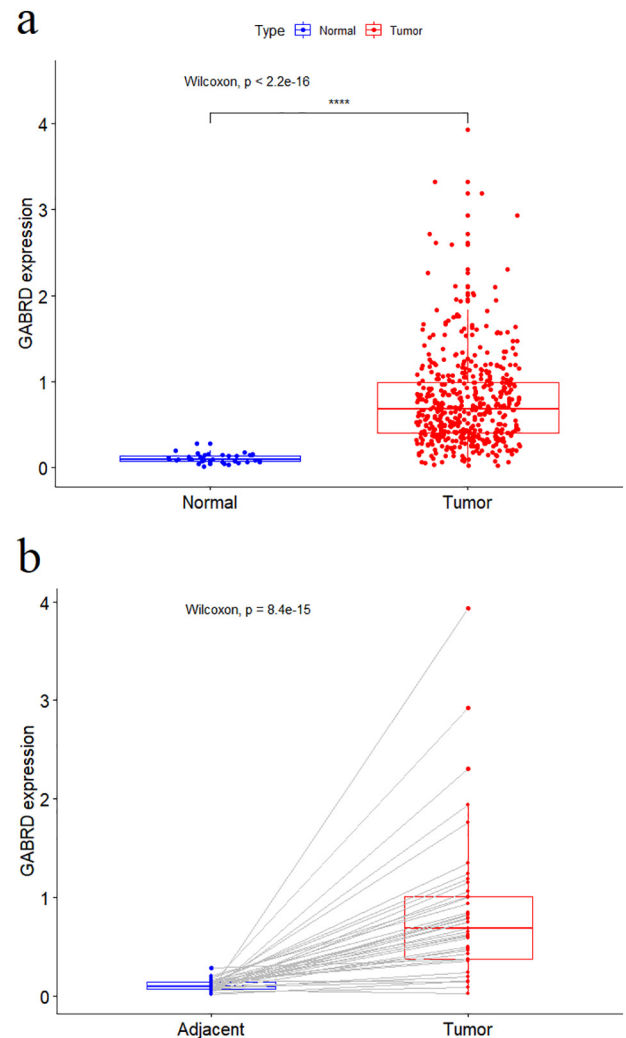 a
Type Normal Tumor
Wilcoxon, p < 2.2e-16
****
4
3
2
1
0
GABRD expression
Normal Tumor
b
Wilcoxon, p = 8.4e-15
4
3
2
1
0
GABRD expression
Adjacent Tumor